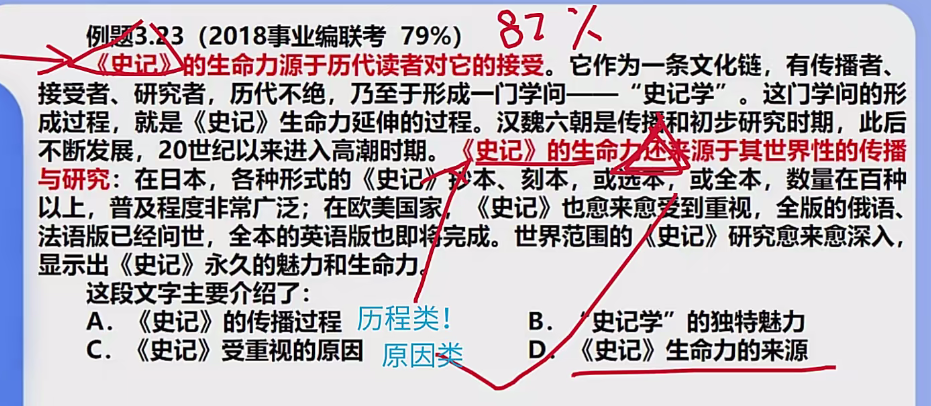 例题3.23（2018事业编联考 79%） 82%
《史记》的生命力源于历代读者对它的接受。它作为一条文化链，有传播者、
接受者、研究者，历代不绝，乃至于形成一门学问——“史记学”。这门学问的形
成过程，就是《史记》生命力延伸的过程。汉魏六朝是传播和初步研究时期，此后
不断发展，20世纪以来进入高潮时期。《史记》的生命力还来源于其世界性的传播
与研究：在日本，各种形式的《史记》抄本、刻本，或选本，或全本，数量在百种
以上，普及程度非常广泛；在欧美国家，《史记》也愈来愈受到重视，全版的俄语、
法语版已经问世，全本的英语版也即将完成。世界范围的《史记》研究愈来愈深入，
显示出《史记》永久的魅力和生命力。
这段文字主要介绍了：
A．《史记》的传播过程 历程类！ B．“史记学”的独特魅力
C．《史记》受重视的原因 原因类 D．《史记》生命力的来源